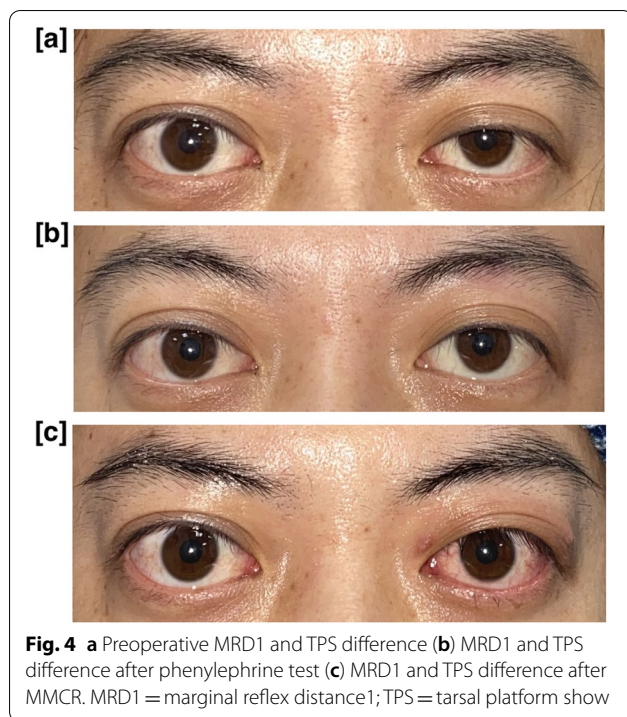 [a]
[b]
[c]
Fig. 4 a Preoperative MRD1 and TPS difference (b) MRD1 and TPS
difference after phenylephrine test (c) MRD1 and TPS difference after
MMCR. MRD1 = marginal reflex distance1; TPS = tarsal platform show